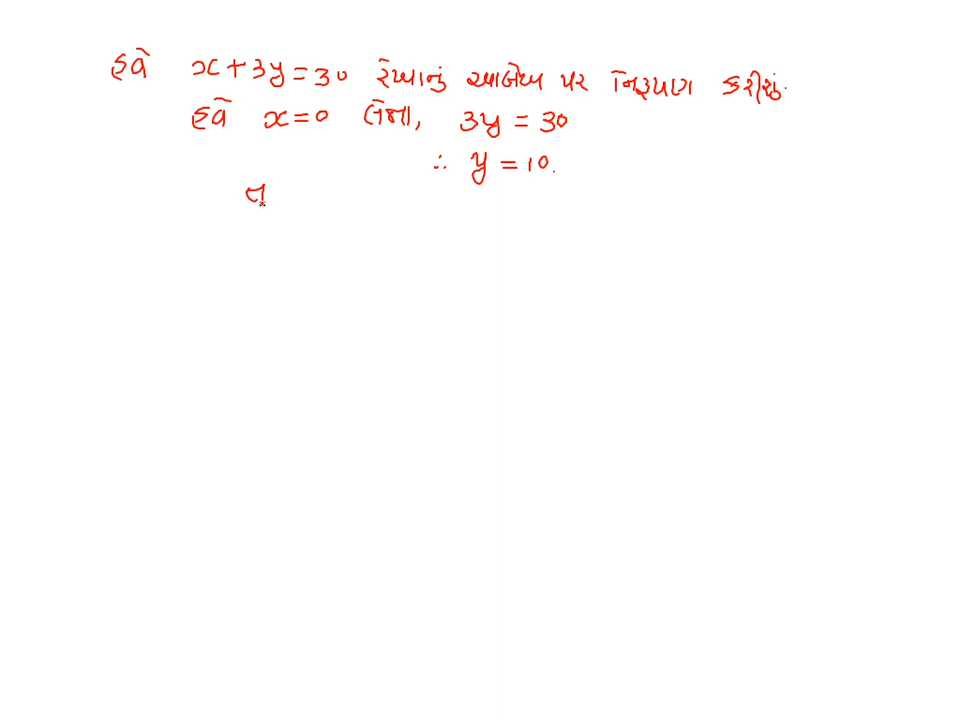 હવે x + 3y = 30 રેખાનું આલેખ પર નિરૂપણ કરીશું.
હવે x = 0 લેતા, 3y = 30
∴ y = 10.
ત